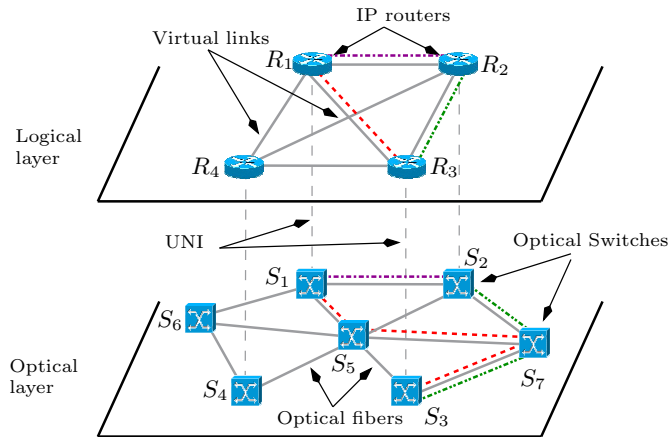 IP routers
Virtual links
R1
R2
Logical
layer
R4
R3
UNI
Optical Switches
S1
S2
S6
S5
Optical
layer
S4
S7
Optical fibers
S3